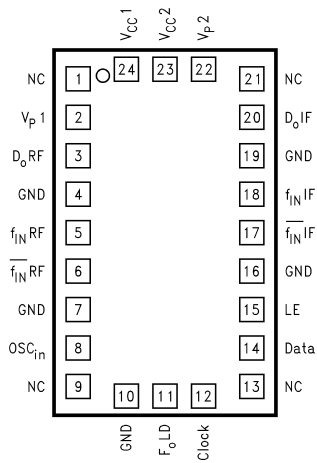 VCC1 VCC2 VP2
24 23 22
NC 1 21 NC
VP1 2 20 DoIF
DoRF 3 19 GND
GND 4 18 fINIF
fINRF 5 17 f̅I̅N̅IF
f̅I̅N̅RF 6 16 GND
GND 7 15 LE
OSCin 8 14 Data
NC 9 13 NC
10 11 12
GND FoLD Clock